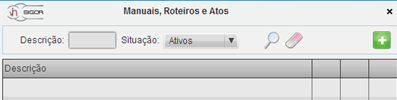 SIGOR
Manuais, Roteiros e Atos
Descrição: Situação: Ativos
Descrição